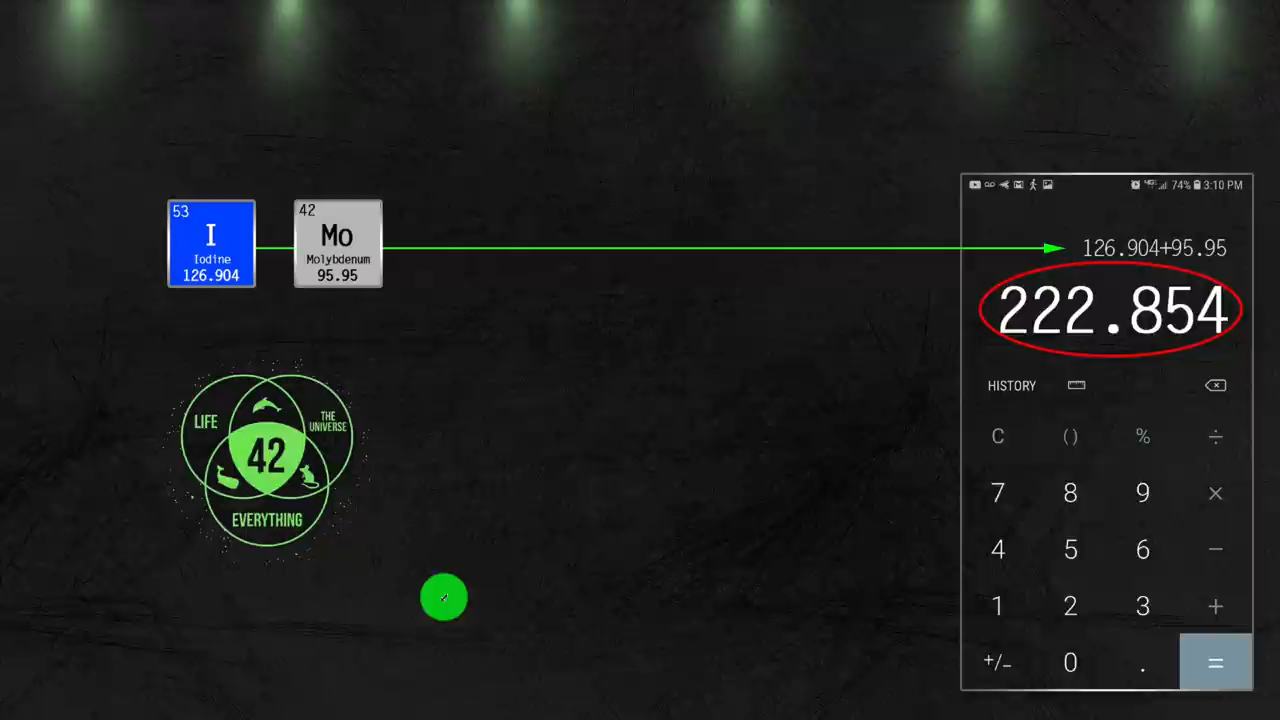 53
I
Iodine
126.904
42
Mo
Molybdenum
95.95
LIFE
THE
UNIVERSE
42
EVERYTHING
74% 3:10 PM
126.904+95.95
222.854
HISTORY
C ( ) % ÷
7 8 9 ×
4 5 6 −
1 2 3 +
+/− 0 . =